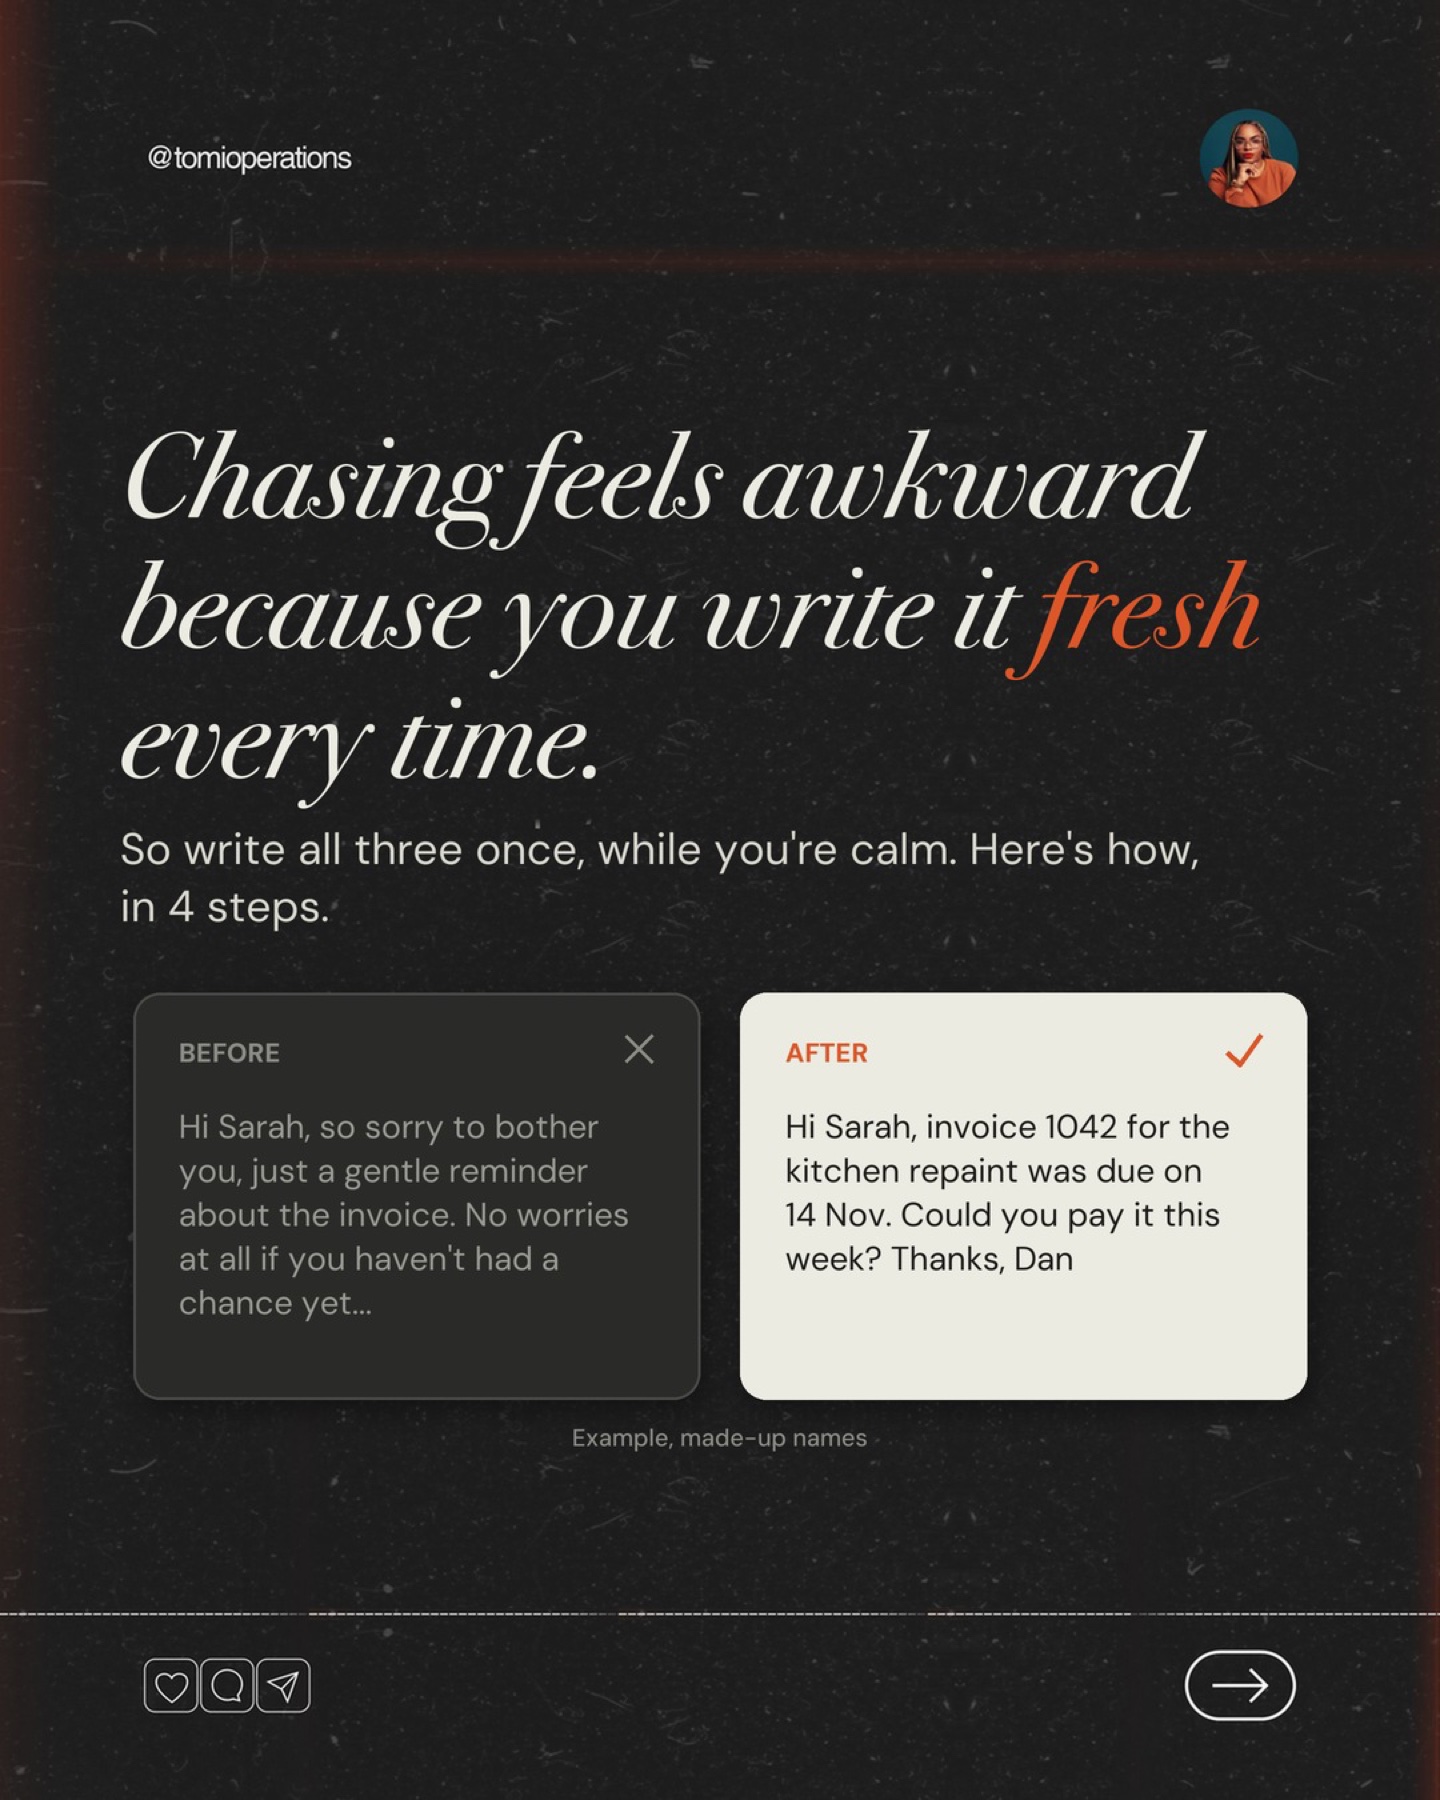 @tomioperations
Chasing feels awkward
because you write it fresh
every time.
So write all three once, while you're calm. Here's how,
in 4 steps.
BEFORE
Hi Sarah, so sorry to bother
you, just a gentle reminder
about the invoice. No worries
at all if you haven't had a
chance yet...
AFTER
Hi Sarah, invoice 1042 for the
kitchen repaint was due on
14 Nov. Could you pay it this
week? Thanks, Dan
Example, made-up names